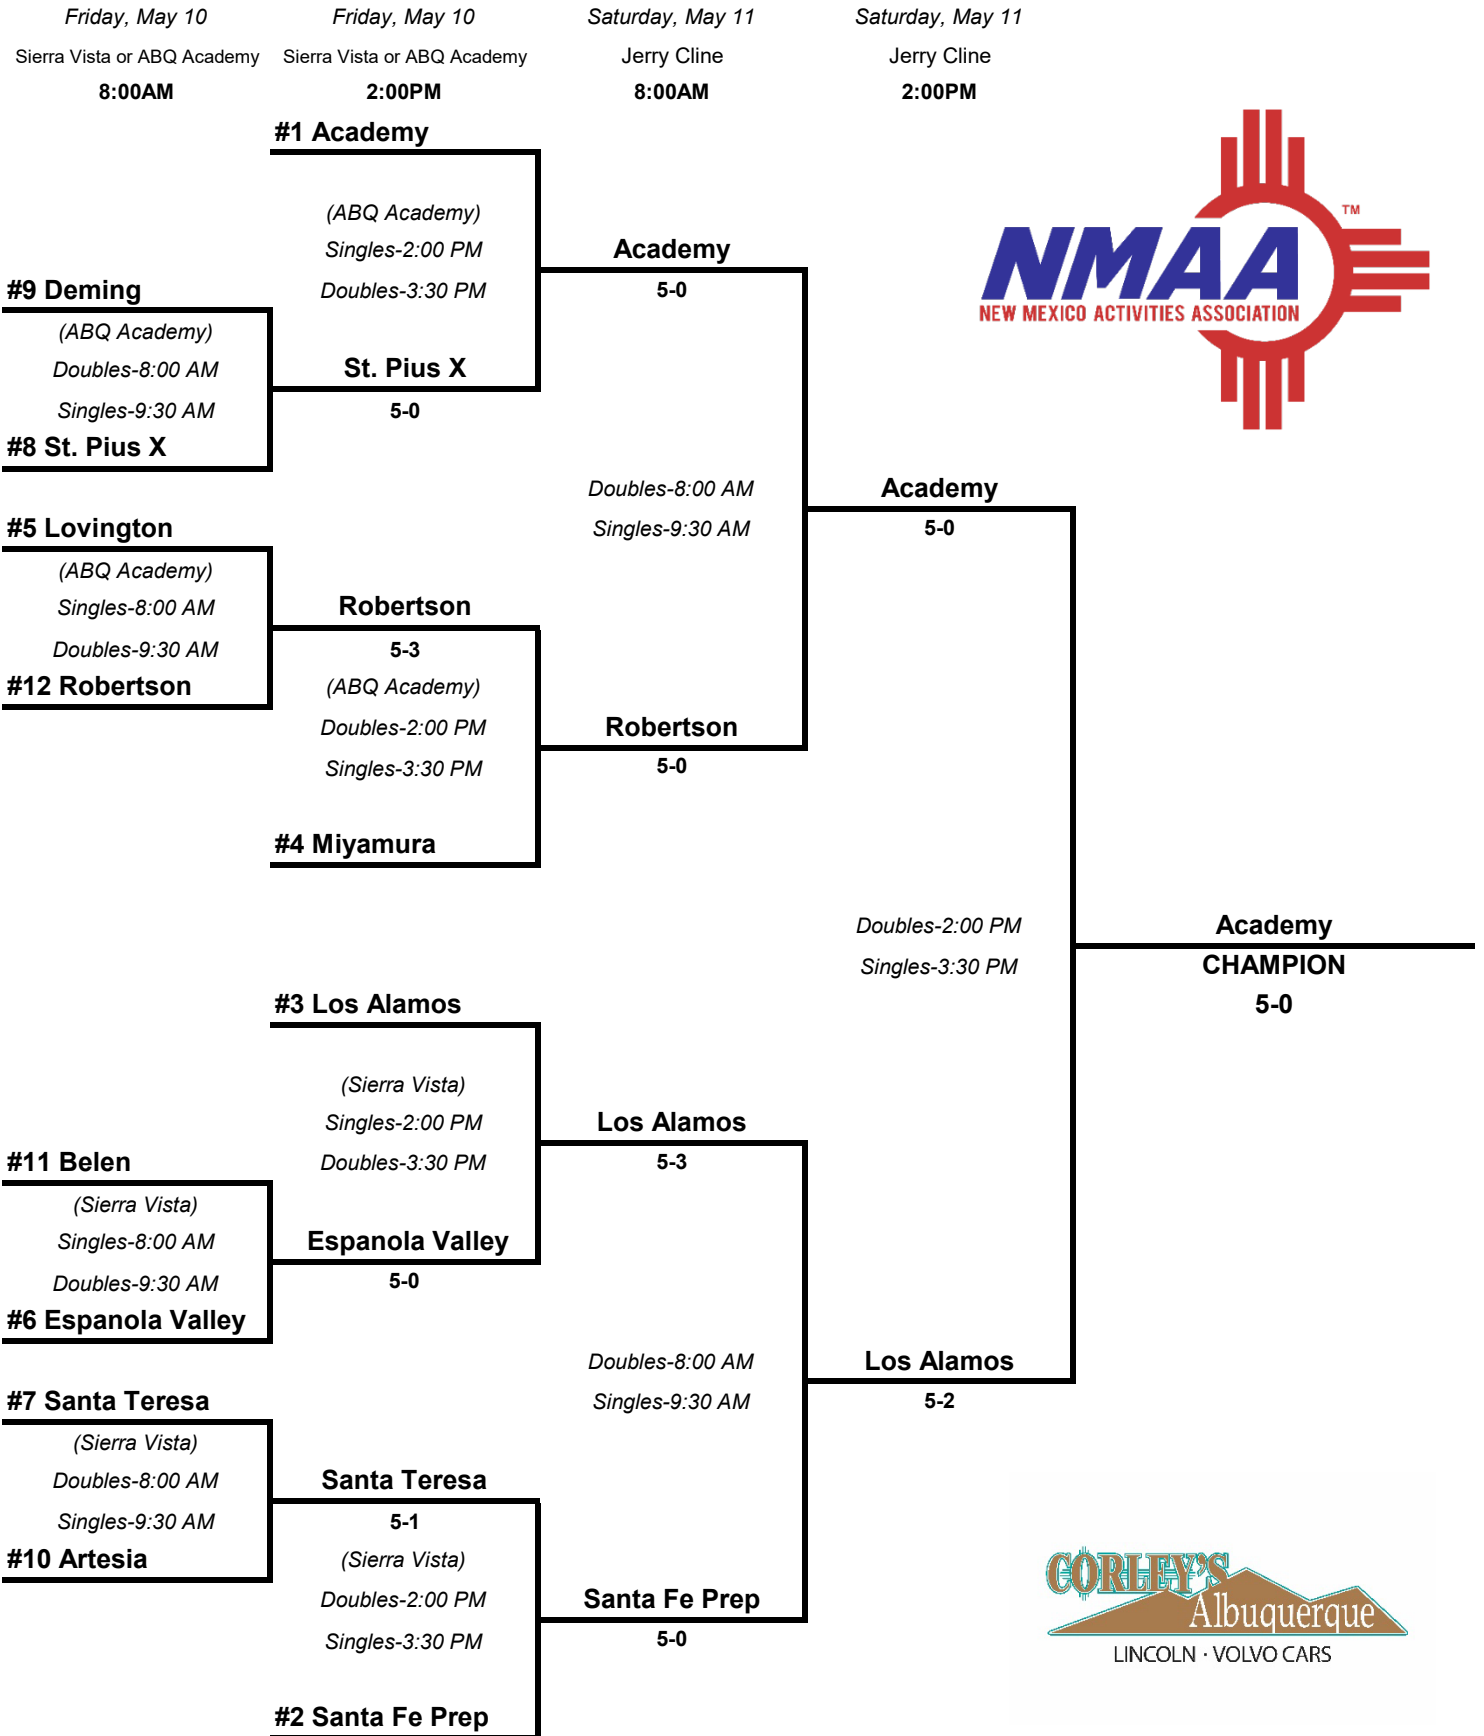 Friday, May 10 Friday, May 10 Saturday, May 11 Saturday, May 11
Sierra Vista or ABQ Academy Sierra Vista or ABQ Academy Jerry Cline Jerry Cline
8:00AM 2:00PM 8:00AM 2:00PM
#1 Academy
(ABQ Academy)
Singles-2:00 PM
Doubles-3:30 PM
Academy
5-0
NMAA
TM
NEW MEXICO ACTIVITIES ASSOCIATION
#9 Deming
(ABQ Academy)
Doubles-8:00 AM
Singles-9:30 AM
#8 St. Pius X
St. Pius X
5-0
Doubles-8:00 AM
Singles-9:30 AM
Academy
5-0
#5 Lovington
(ABQ Academy)
Singles-8:00 AM
Doubles-9:30 AM
#12 Robertson
Robertson
5-3
(ABQ Academy)
Doubles-2:00 PM
Singles-3:30 PM
Robertson
5-0
#4 Miyamura
Doubles-2:00 PM
Singles-3:30 PM
Academy
CHAMPION
5-0
#3 Los Alamos
(Sierra Vista)
Singles-2:00 PM
Doubles-3:30 PM
Los Alamos
5-3
#11 Belen
(Sierra Vista)
Singles-8:00 AM
Doubles-9:30 AM
#6 Espanola Valley
Espanola Valley
5-0
Doubles-8:00 AM
Singles-9:30 AM
Los Alamos
5-2
#7 Santa Teresa
(Sierra Vista)
Doubles-8:00 AM
Singles-9:30 AM
#10 Artesia
Santa Teresa
5-1
(Sierra Vista)
Doubles-2:00 PM
Singles-3:30 PM
Santa Fe Prep
5-0
#2 Santa Fe Prep
CORLEY'S
Albuquerque
LINCOLN · VOLVO CARS